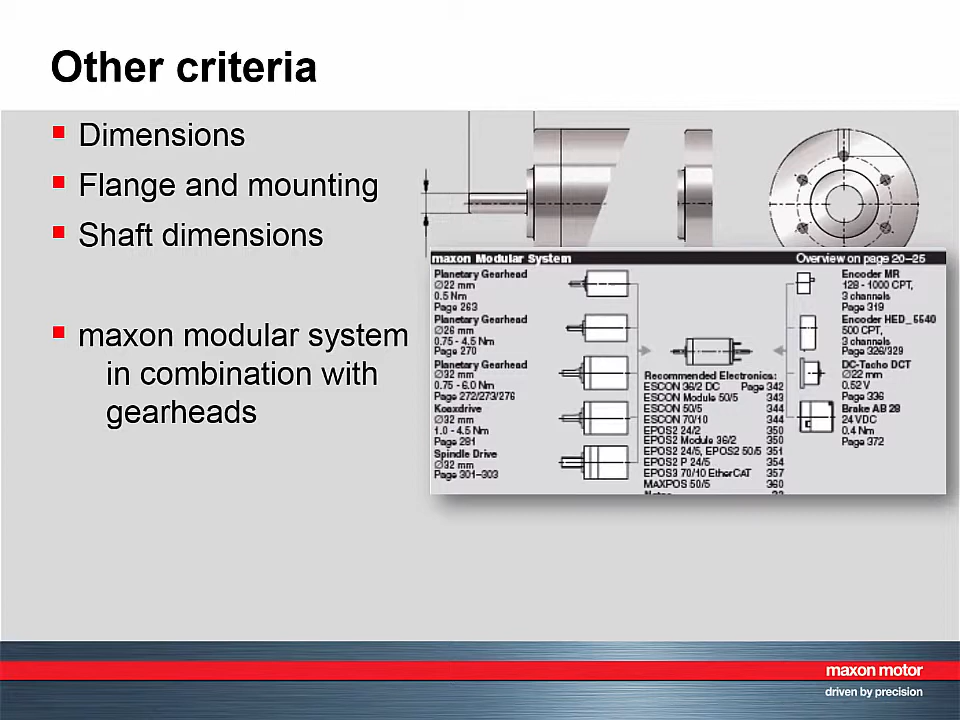 Other criteria
Dimensions
Flange and mounting
Shaft dimensions
maxon modular system
in combination with
gearheads
maxon Modular System
Overview on page 20-25
Planetary Gearhead
∅22 mm
0.5 Nm
Page 263
Planetary Gearhead
∅26 mm
0.75 - 4.5 Nm
Page 270
Planetary Gearhead
∅32 mm
0.75 - 6.0 Nm
Page 272/273/276
Koaxdrive
∅32 mm
1.0 - 4.5 Nm
Page 281
Spindle Drive
∅32 mm
Page 301–303
Recommended Electronics:
ESCON 36/2 DC Page 342
ESCON Module 50/5 343
ESCON 50/5 344
ESCON 70/10 344
EPOS2 24/2 350
EPOS2 Module 36/2 350
EPOS2 24/5, EPOS2 50/5 351
EPOS2 P 24/5 354
EPOS3 70/10 EtherCAT 357
MAXPOS 50/5 360
Encoder MR
128 - 1000 CPT,
3 channels
Page 319
Encoder HED_5540
500 CPT,
3 channels
Page 326/329
DC-Tacho DCT
∅22 mm
0.52 V
Page 336
Brake AB 28
24 VDC
0.4 Nm
Page 372
maxon motor
driven by precision